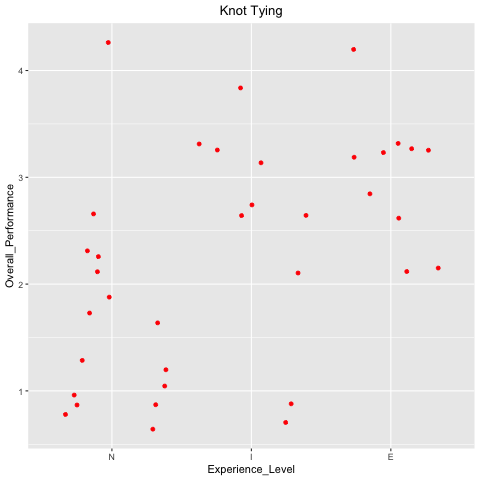 Knot Tying
Overall_Performance
4
3
2
1
N I E
Experience_Level